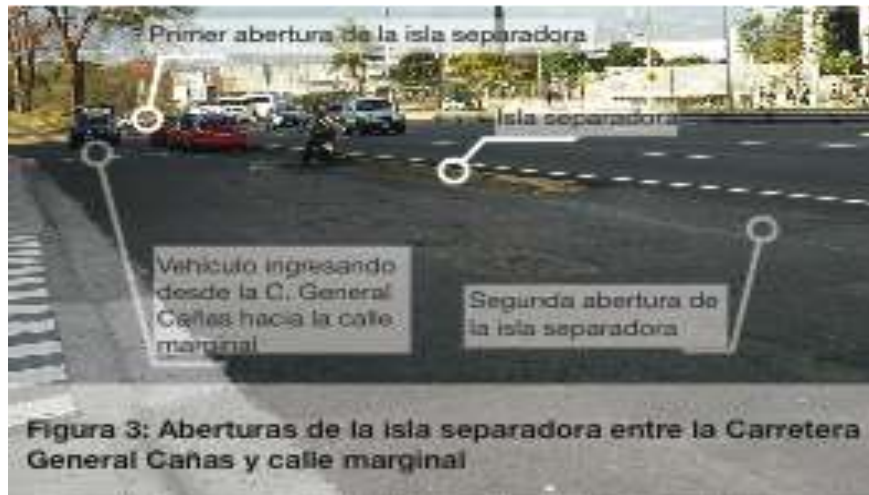 Primer abertura de la isla separadora
Isla separadora
Vehículo ingresando
desde la C. General
Cañas hacia la calle
marginal
Segunda abertura de
la isla separadora
Figura 3: Aberturas de la isla separadora entre la Carretera
General Cañas y calle marginal